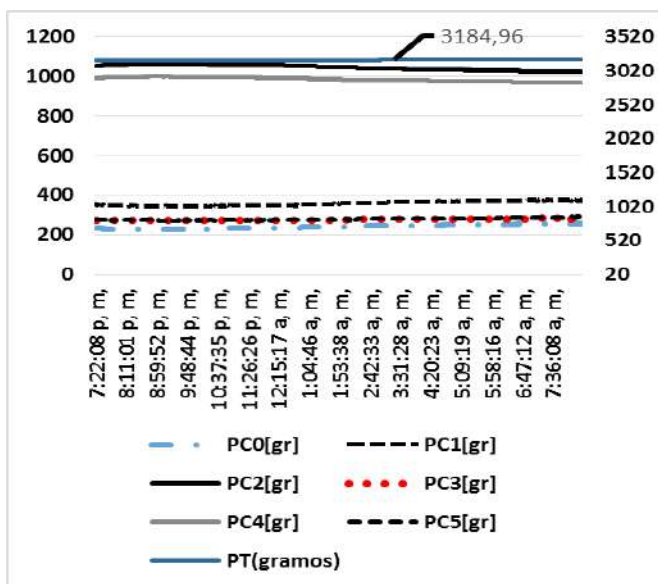 3184,96
1200
1000
800
600
400
200
0
3520
3020
2520
2020
1520
1020
520
20
7:22:08 p, m,
8:11:01 p, m,
8:59:52 p, m,
9:48:44 p, m,
10:37:35 p, m,
11:26:26 p, m,
12:15:17 a, m,
1:04:46 a, m,
1:53:38 a, m,
2:42:33 a, m,
3:31:28 a, m,
4:20:23 a, m,
5:09:19 a, m,
5:58:16 a, m,
6:47:12 a, m,
7:36:08 a, m,
PC0[gr] PC1[gr]
PC2[gr] PC3[gr]
PC4[gr] PC5[gr]
PT(gramos)